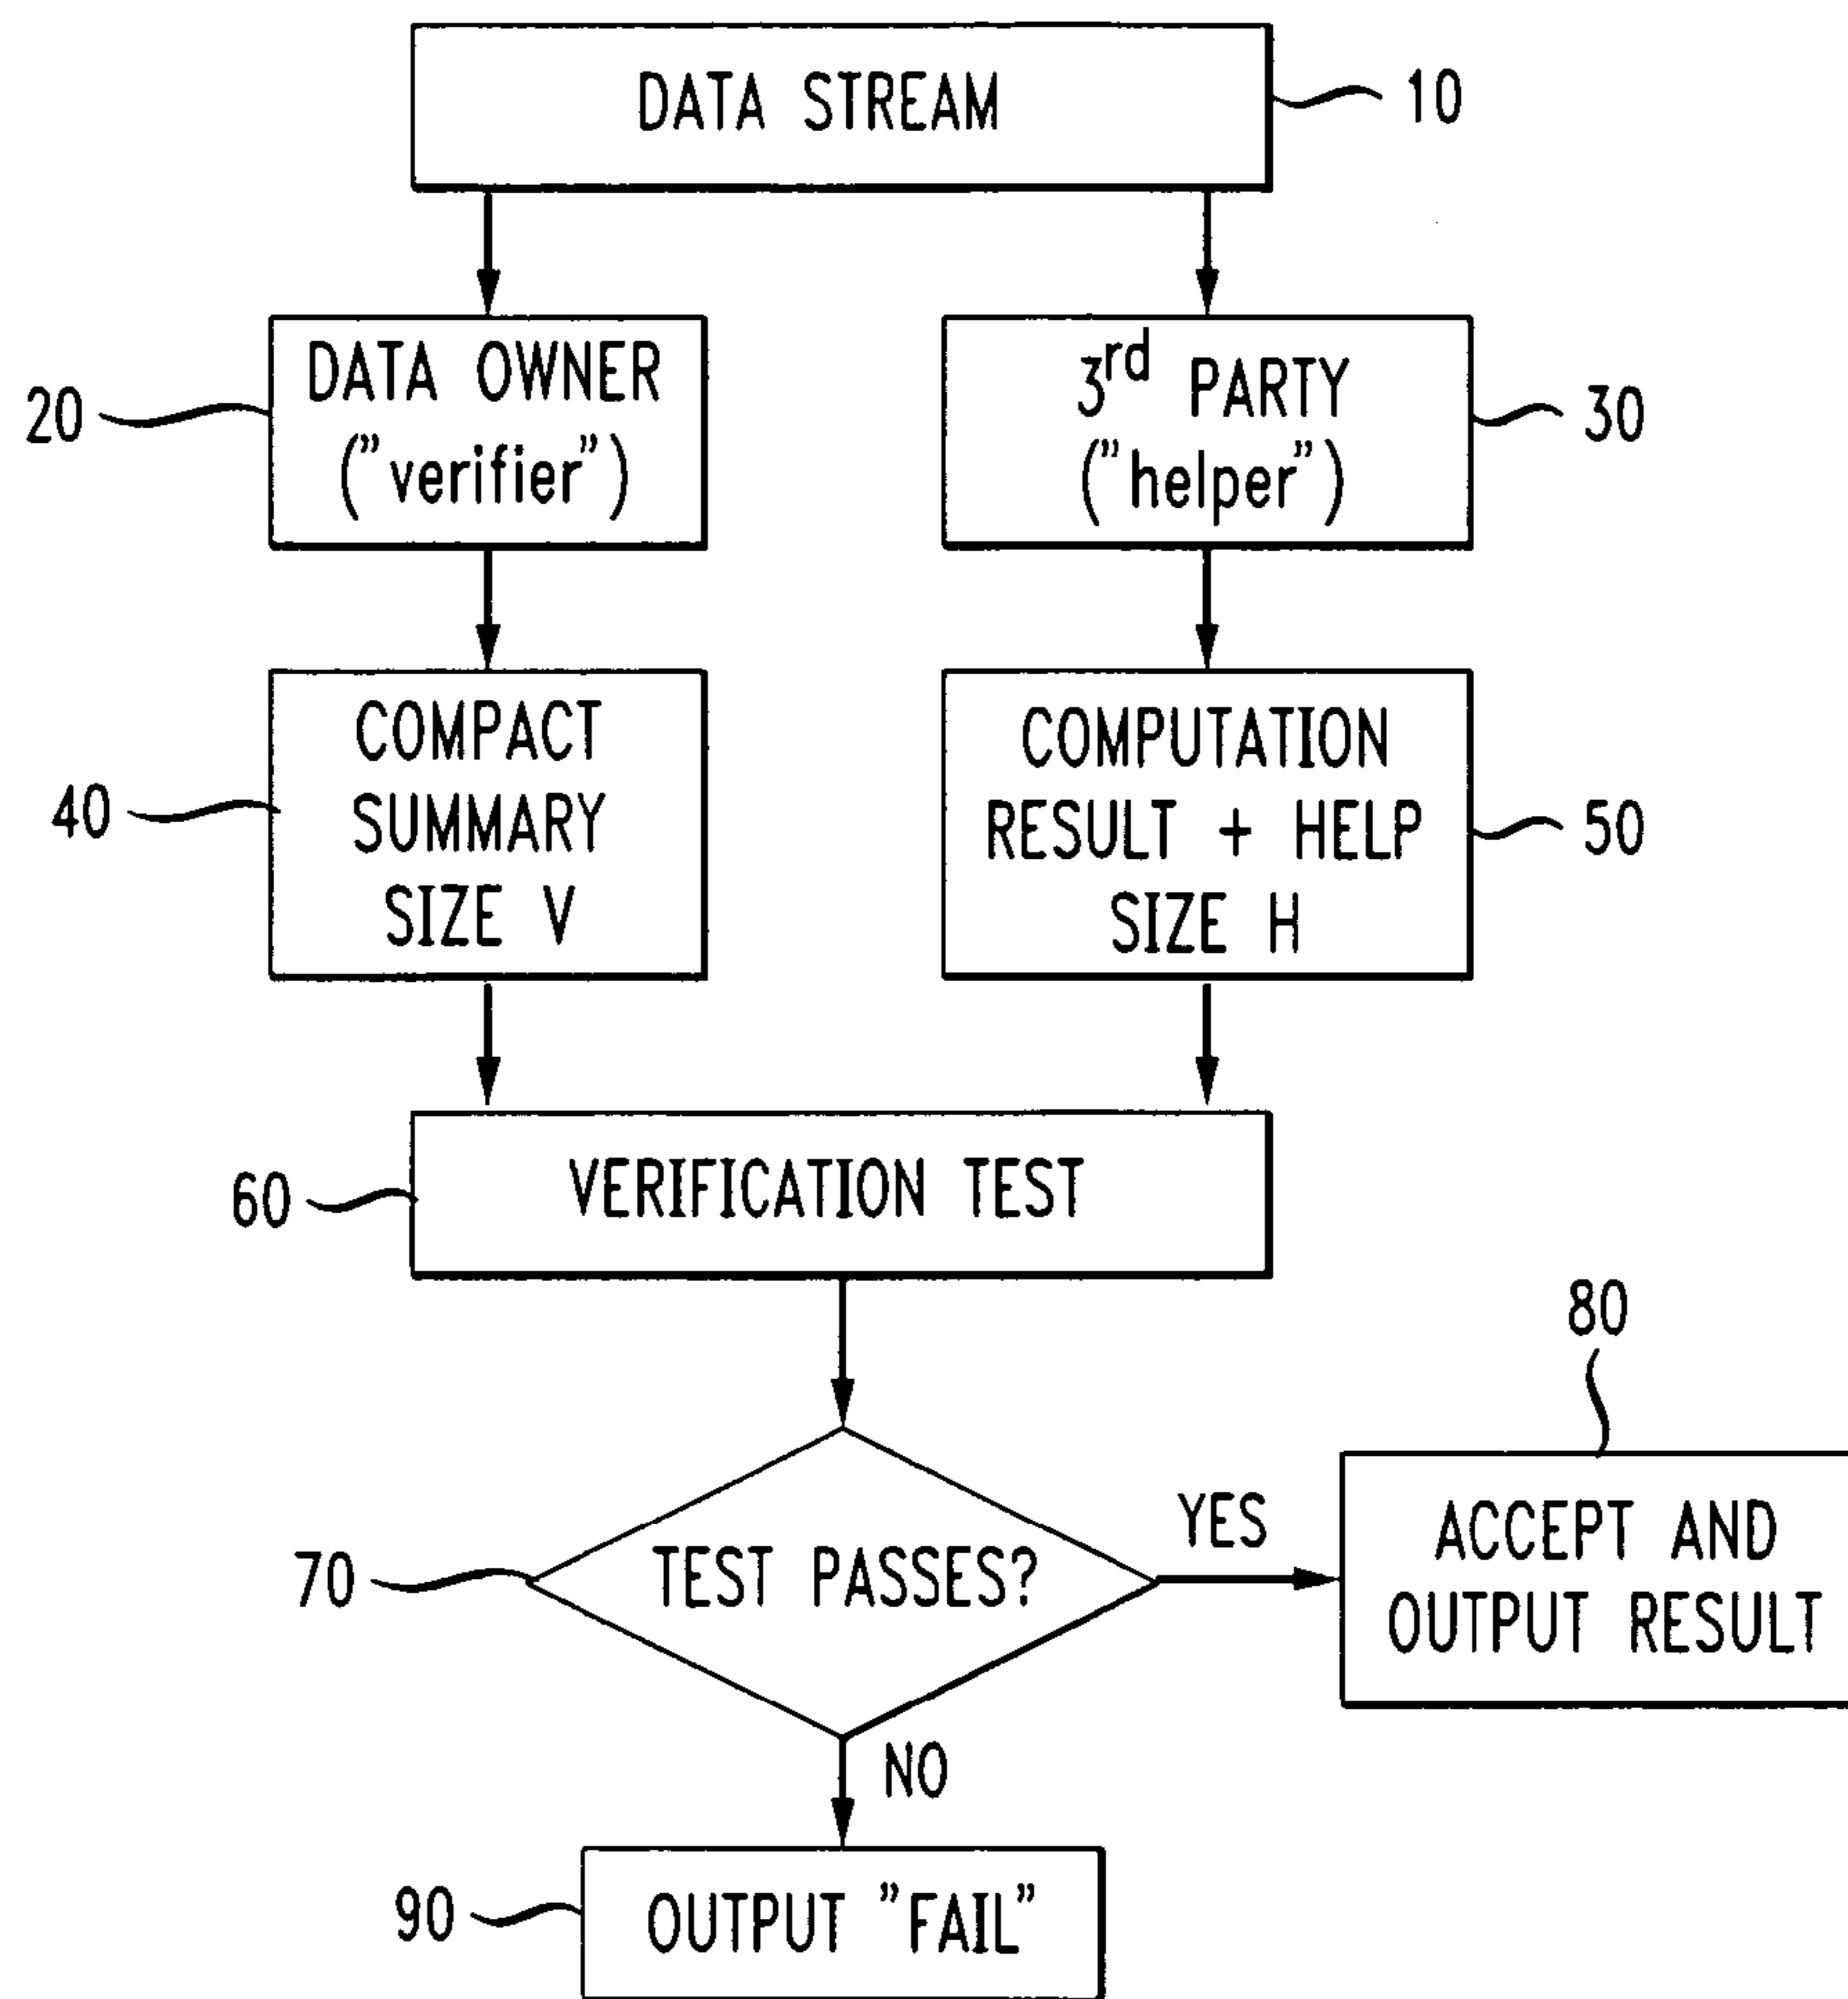 DATA STREAM
10
DATA OWNER
("verifier")
20
3rd PARTY
("helper")
30
COMPACT
SUMMARY
SIZE V
40
COMPUTATION
RESULT + HELP
SIZE H
50
VERIFICATION TEST
60
TEST PASSES?
70
YES
80
ACCEPT AND
OUTPUT RESULT
NO
OUTPUT "FAIL"
90